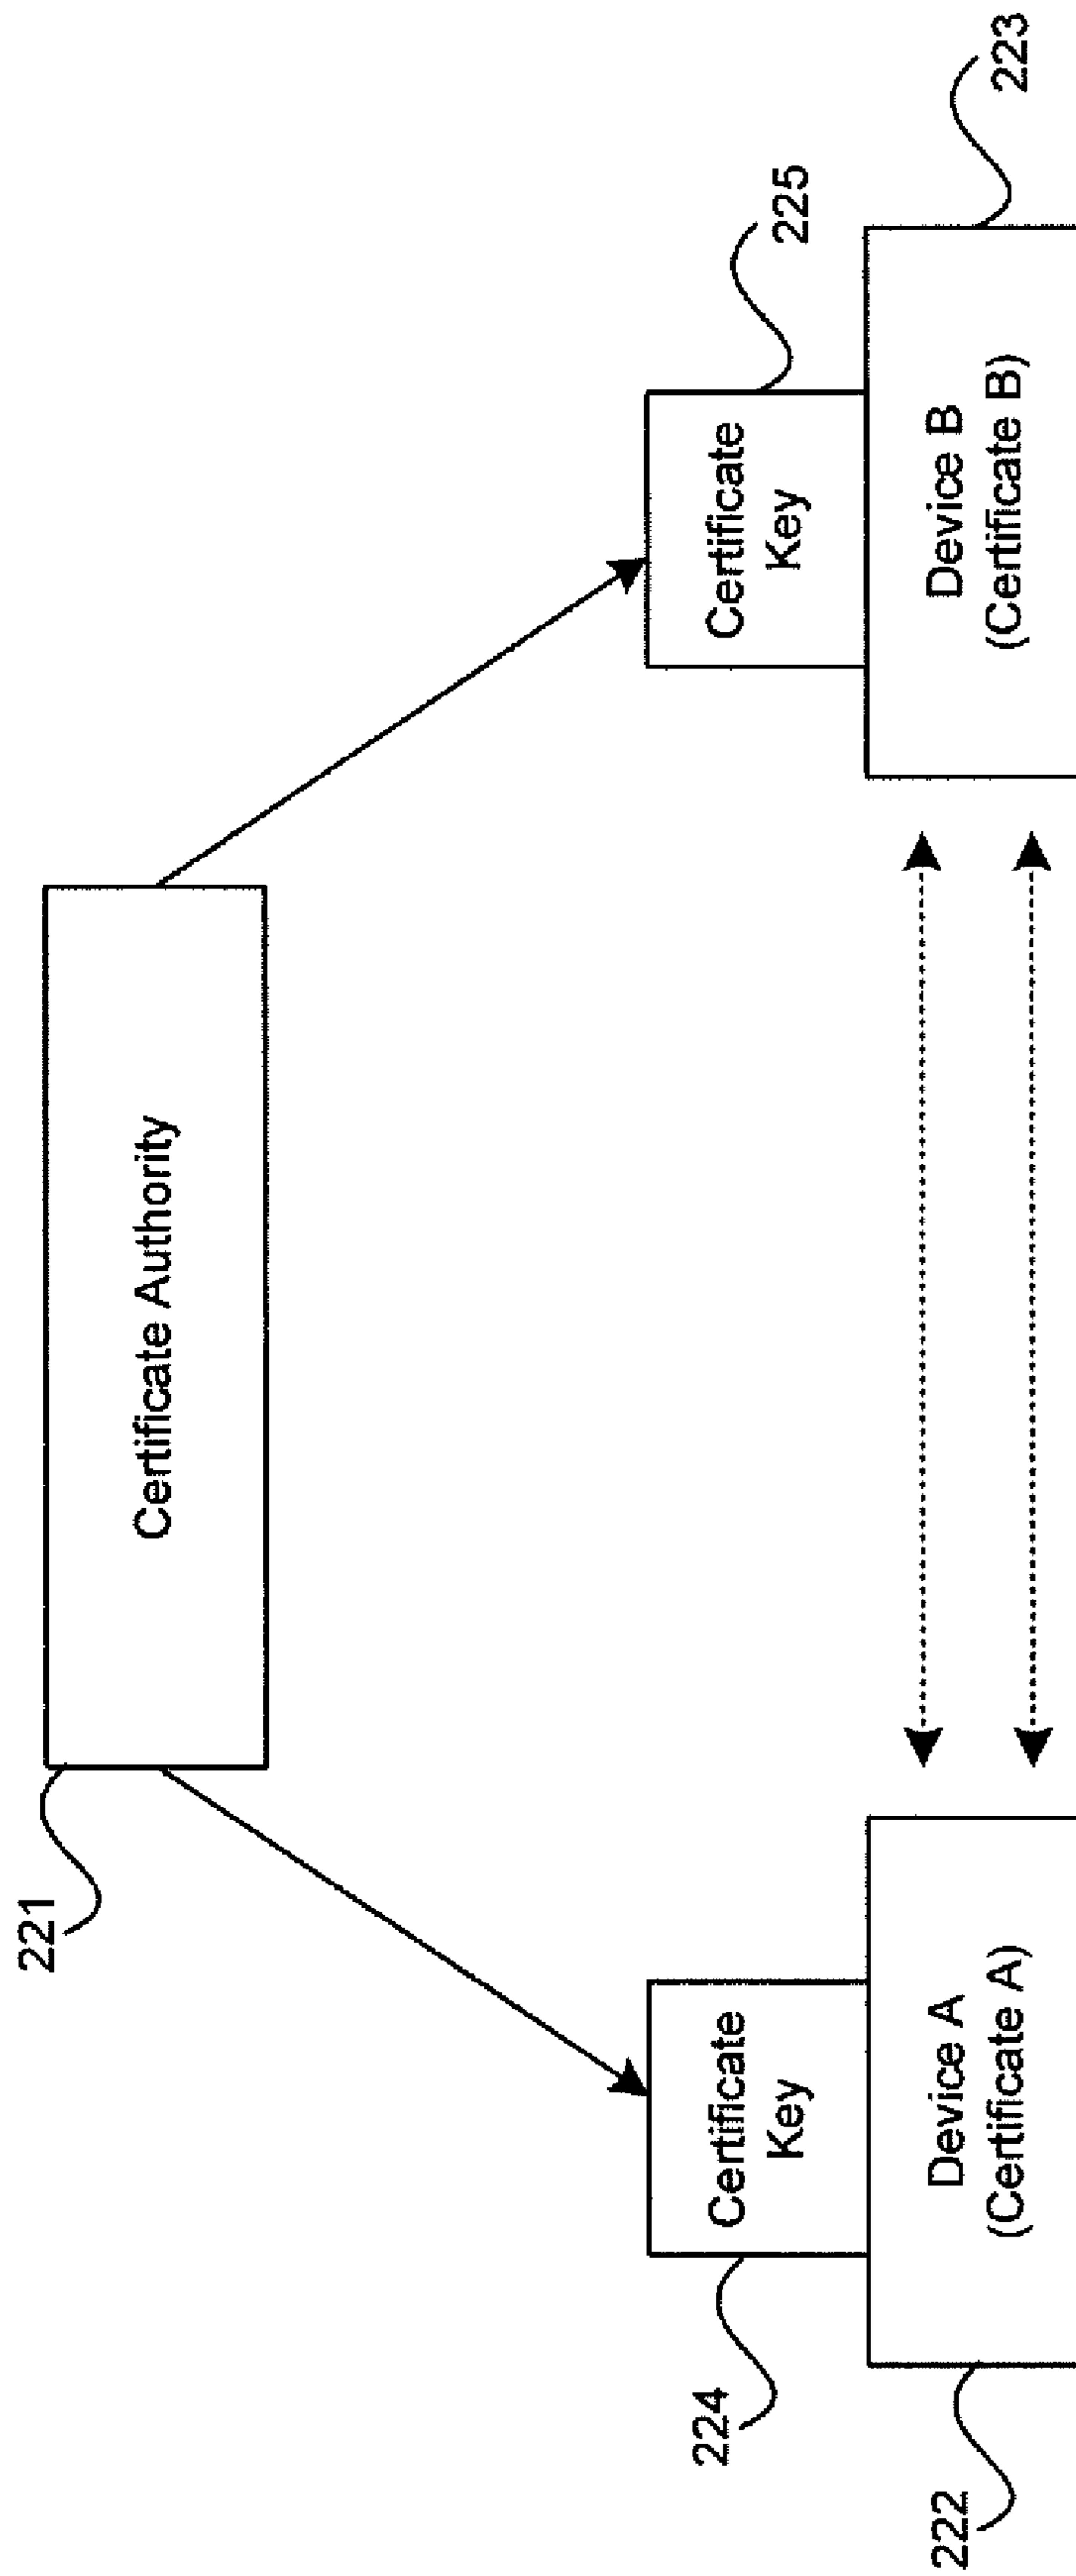 221
Certificate Authority
224
Certificate
Key
Certificate
Key
225
222
Device A
(Certificate A)
Device B
(Certificate B)
223